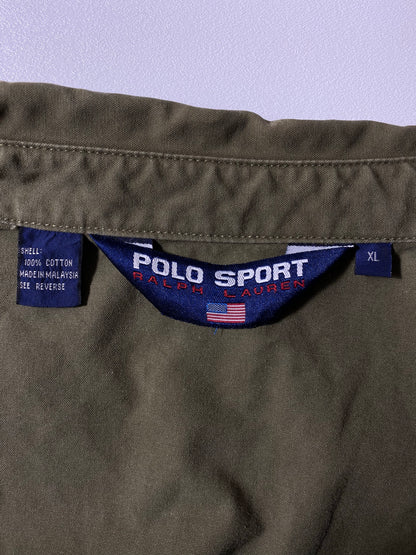 SHELL:
100% COTTON
MADE IN MALAYSIA
SEE REVERSE
POLO SPORT
RALPH LAUREN
XL